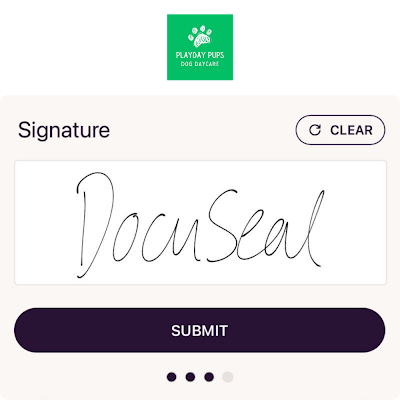 PLAYDAY PUPS
DOG DAYCARE
Signature
CLEAR
DocuSeal
SUBMIT